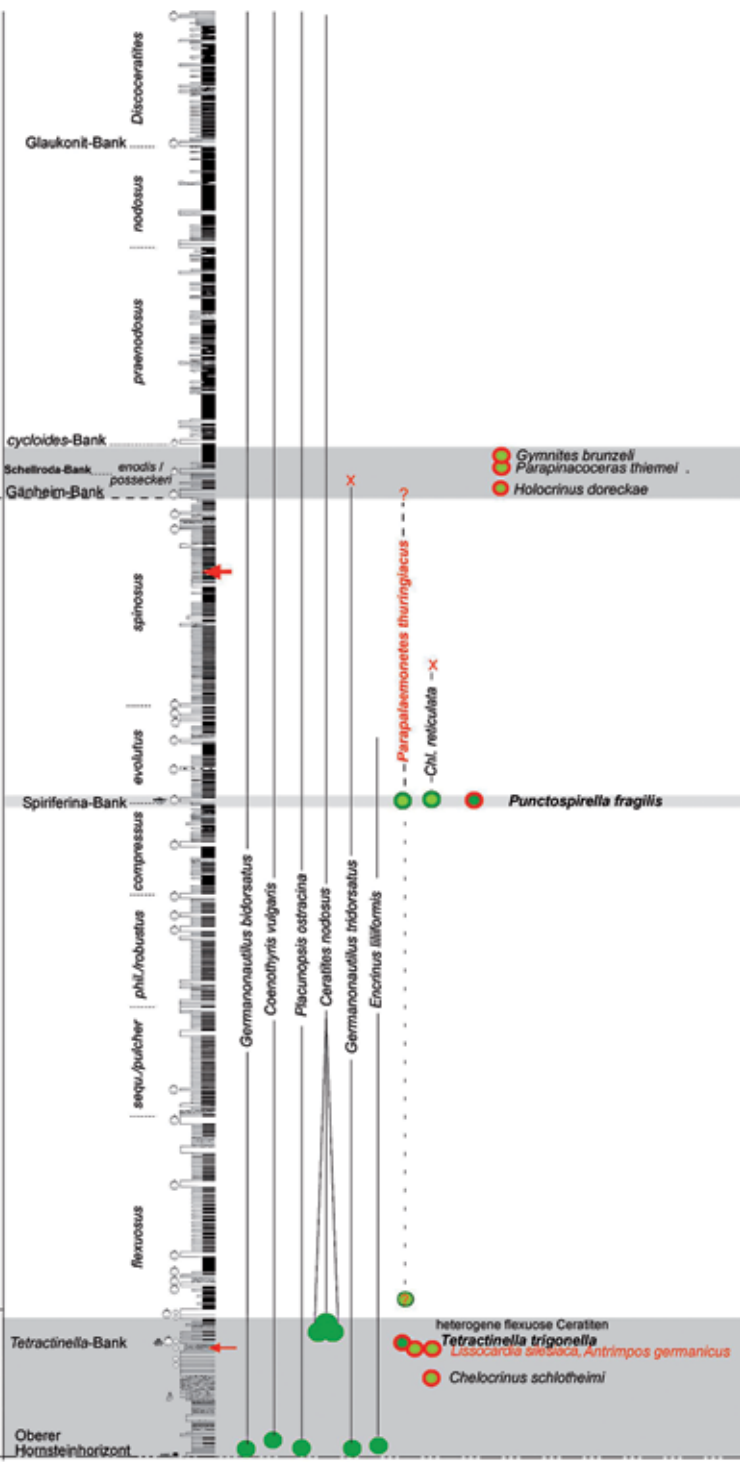 Discoceratites
Glaukonit-Bank
nodosus
praenodosus
cycloides-Bank
Schellroda-Bank
enodis /
posseckeri
Gänheim-Bank
spinosus
evolutus
Spiriferina-Bank
compressus
phil./robustus
sequ./pulcher
flexuosus
Tetractinella-Bank
Oberer
Hornsteinhorizont
Germanonautilus bidorsatus
Coenothyris vulgaris
Placunopsis ostracina
Ceratites nodosus
x
Germanonautilus tridorsatus
Encrinus liliiformis
?
Parapalaemonetes thuringiacus
x
Chl. reticulata
Gymnites brunzeli
Parapinacoceras thiemei .
Holocrinus doreckae
Punctospirella fragilis
heterogene flexuose Ceratiten
Tetractinella trigonella
Lissocardia silesiaca, Antrimpos germanicus
Chelocrinus schlotheimi